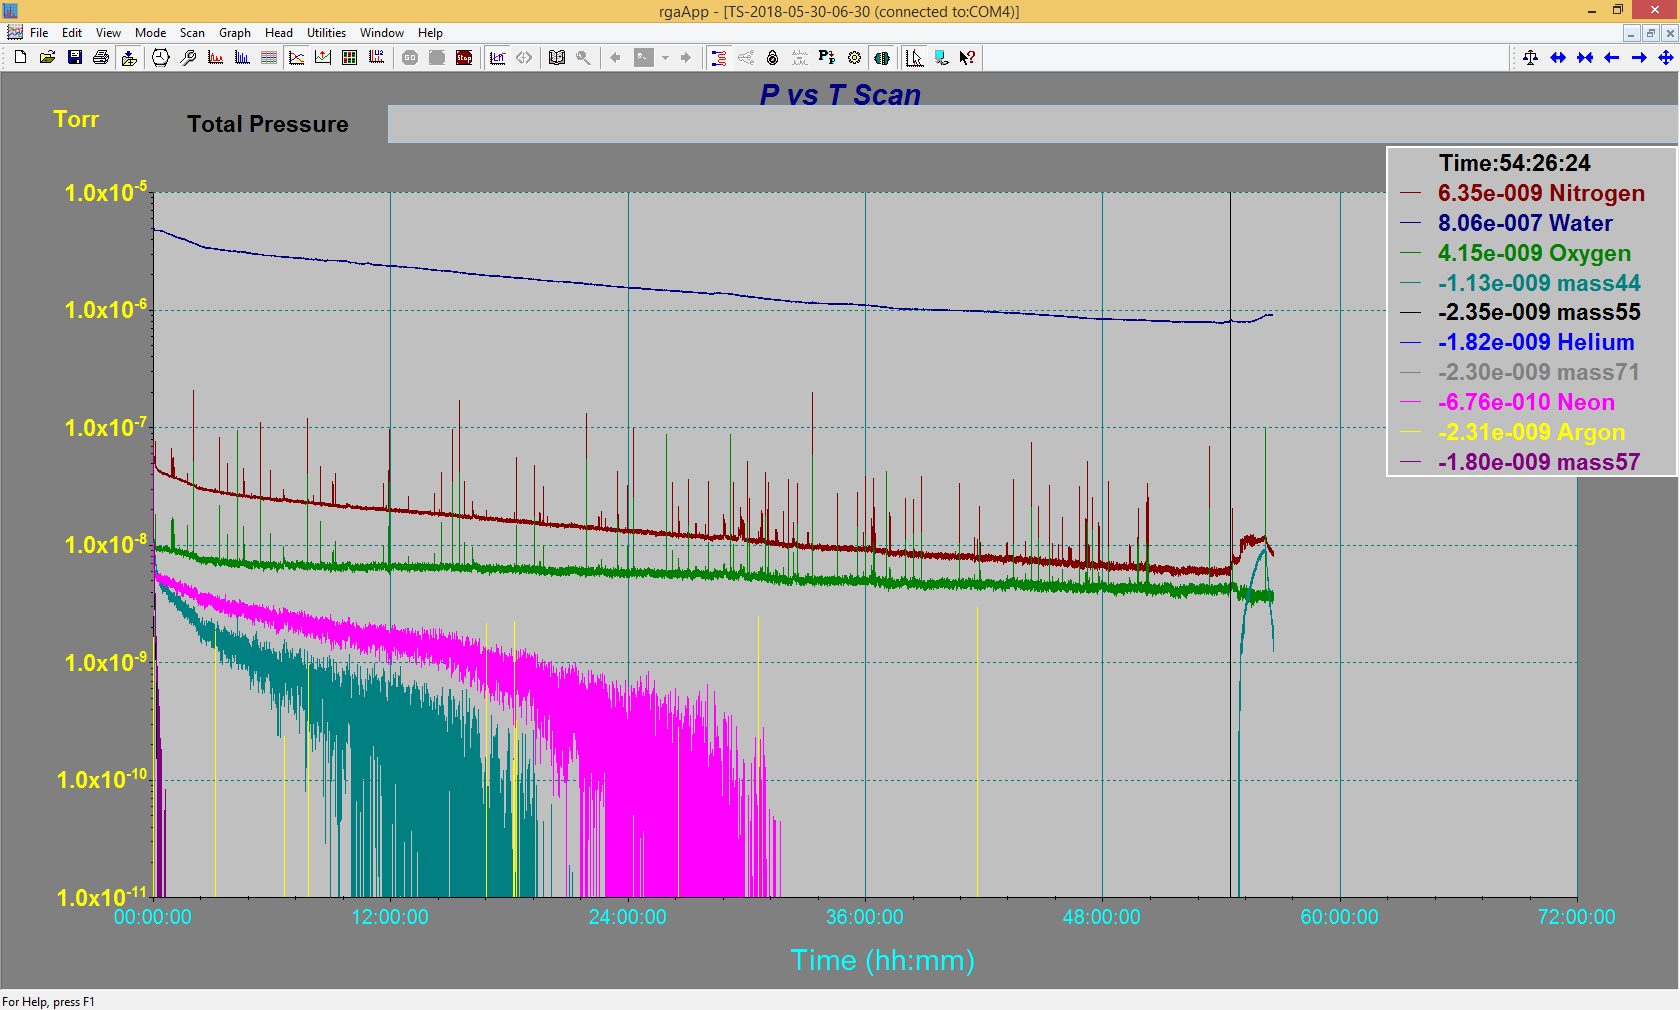 rgaApp - [TS-2018-05-30-06-30 (connected to:COM4)]
File Edit View Mode Scan Graph Head Utilities Window Help
P vs T Scan
Torr
Total Pressure
Time:54:26:24
6.35e-009 Nitrogen
8.06e-007 Water
4.15e-009 Oxygen
-1.13e-009 mass44
-2.35e-009 mass55
-1.82e-009 Helium
-2.30e-009 mass71
-6.76e-010 Neon
-2.31e-009 Argon
-1.80e-009 mass57
1.0x10-5
1.0x10-6
1.0x10-7
1.0x10-8
1.0x10-9
1.0x10-10
1.0x10-11
00:00:00 12:00:00 24:00:00 36:00:00 48:00:00 60:00:00 72:00:00
Time (hh:mm)
For Help, press F1